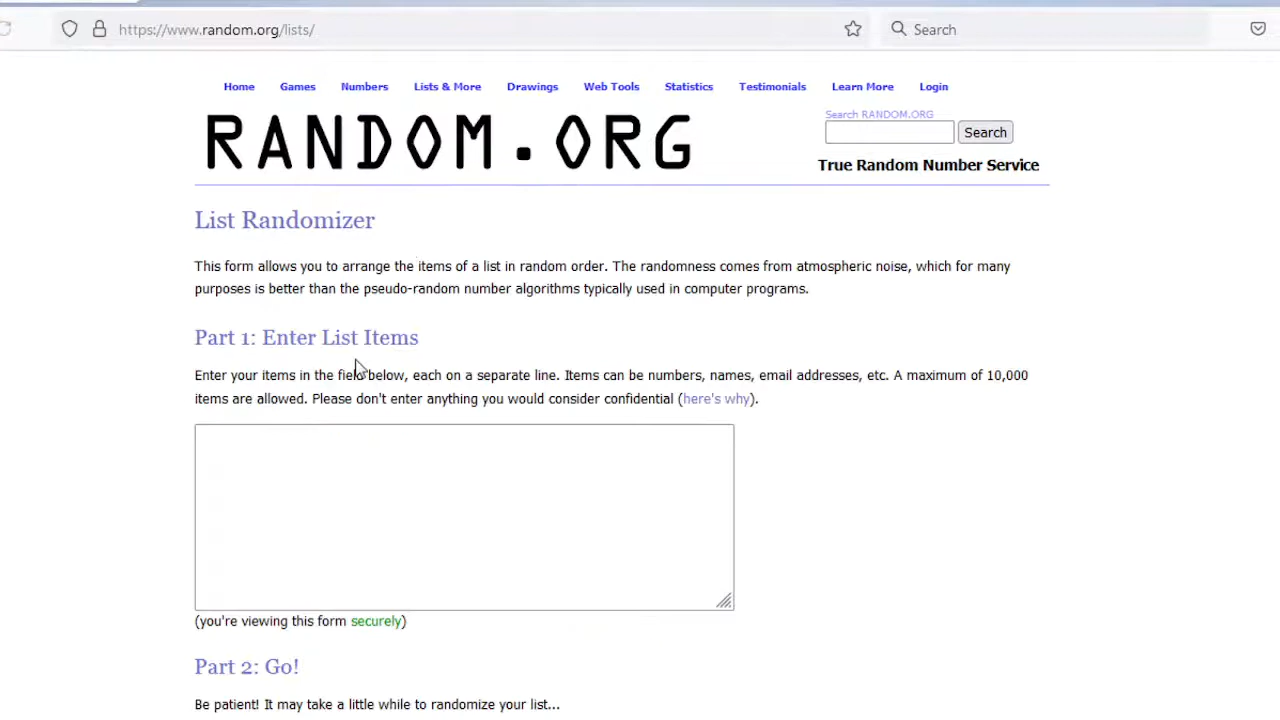 https://www.random.org/lists/
Search
Home Games Numbers Lists & More Drawings Web Tools Statistics Testimonials Learn More Login
RANDOM.ORG
Search RANDOM.ORG
Search
True Random Number Service
List Randomizer
This form allows you to arrange the items of a list in random order. The randomness comes from atmospheric noise, which for many
purposes is better than the pseudo-random number algorithms typically used in computer programs.
Part 1: Enter List Items
Enter your items in the field below, each on a separate line. Items can be numbers, names, email addresses, etc. A maximum of 10,000
items are allowed. Please don't enter anything you would consider confidential (here's why).
(you're viewing this form securely)
Part 2: Go!
Be patient! It may take a little while to randomize your list...